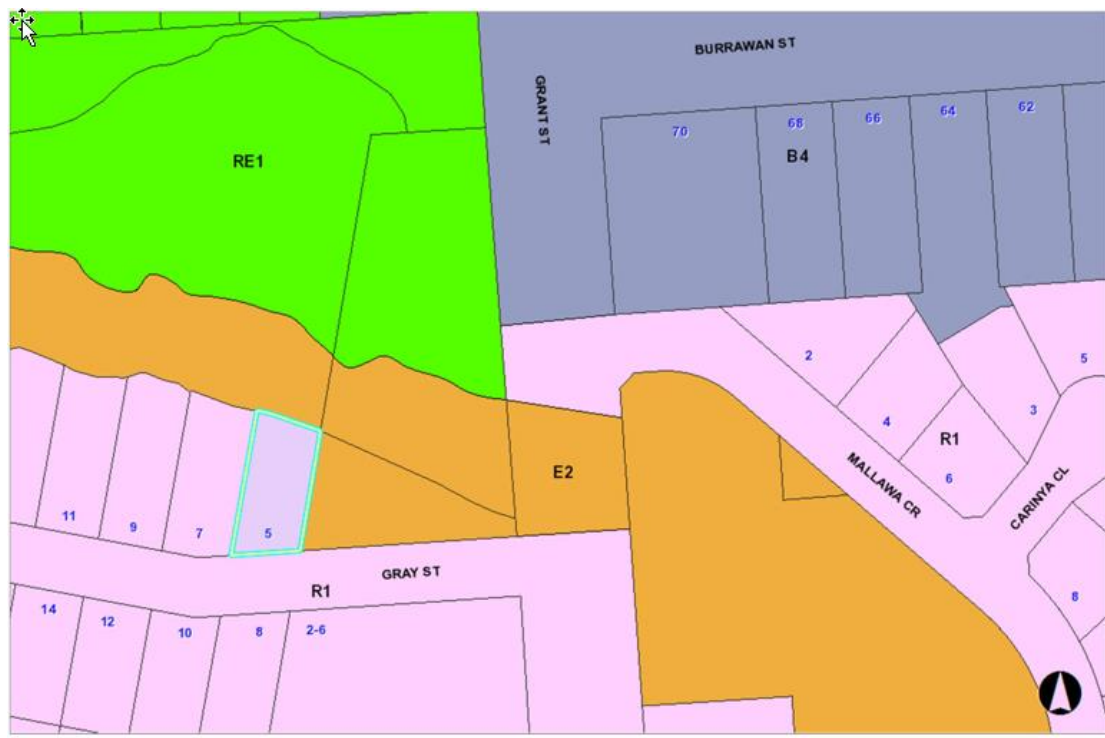 BURRAWAN ST
GRANT ST
70
68
66
64
62
B4
RE1
2
4
3
5
R1
6
MALLAWA CR
CARINYA CL
E2
11
9
7
5
GRAY ST
R1
8
14
12
10
8
2-6